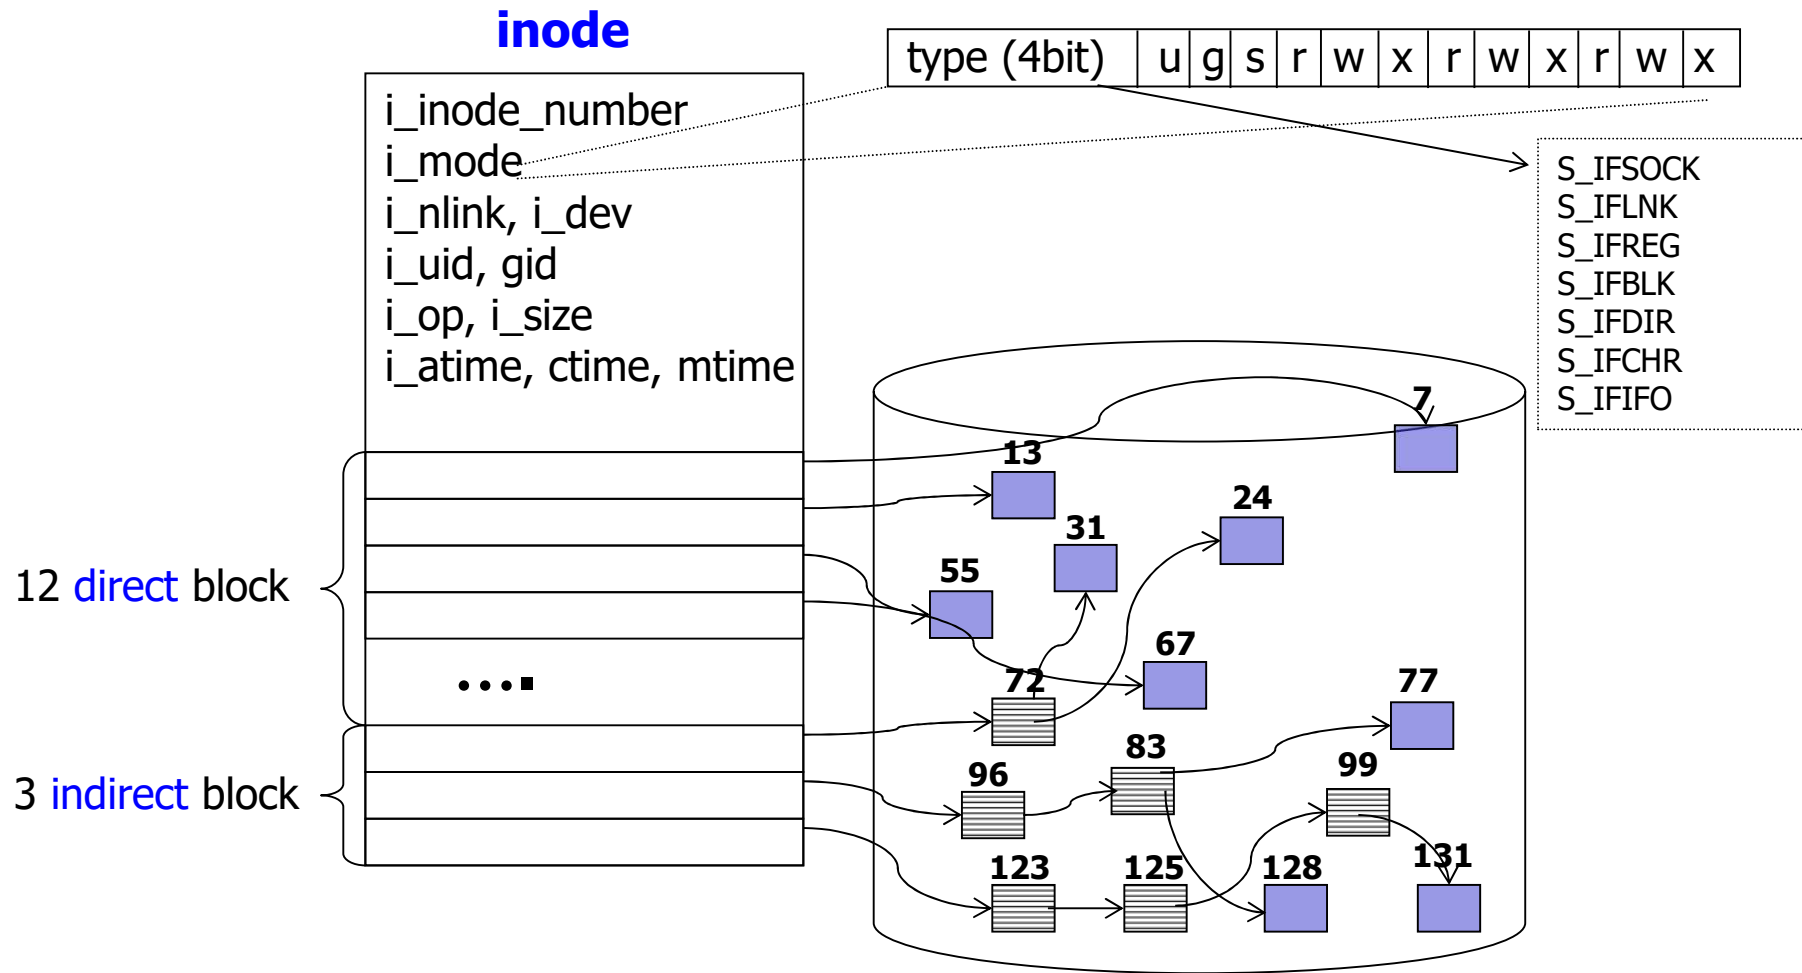 inode
type (4bit) u g s r w x r w x r w x
i_inode_number
i_mode
i_nlink, i_dev
i_uid, gid
i_op, i_size
i_atime, ctime, mtime
S_IFSOCK
S_IFLNK
S_IFREG
S_IFBLK
S_IFDIR
S_IFCHR
S_IFIFO
12 direct block
....
3 indirect block
7
13
24
31
55
67
72
77
83
96
99
123
125
128
131